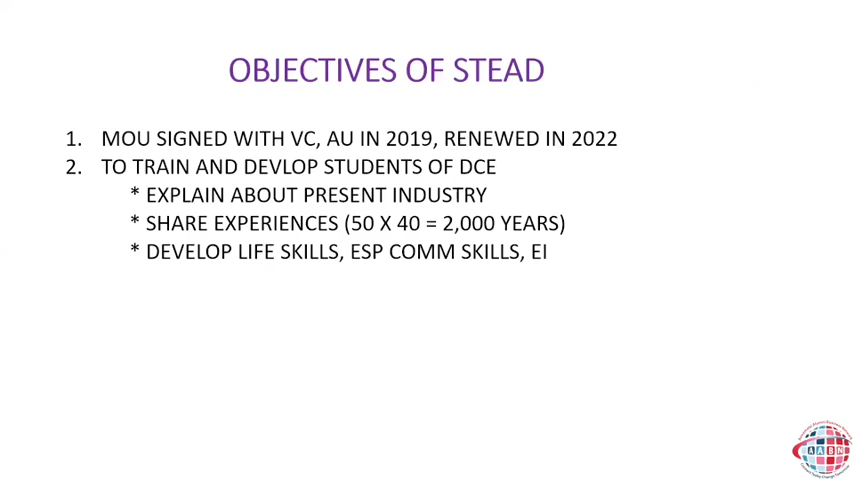 OBJECTIVES OF STEAD
1. MOU SIGNED WITH VC, AU IN 2019, RENEWED IN 2022
2. TO TRAIN AND DEVLOP STUDENTS OF DCE
* EXPLAIN ABOUT PRESENT INDUSTRY
* SHARE EXPERIENCES (50 X 40 = 2,000 YEARS)
* DEVELOP LIFE SKILLS, ESP COMM SKILLS, EI
AABN